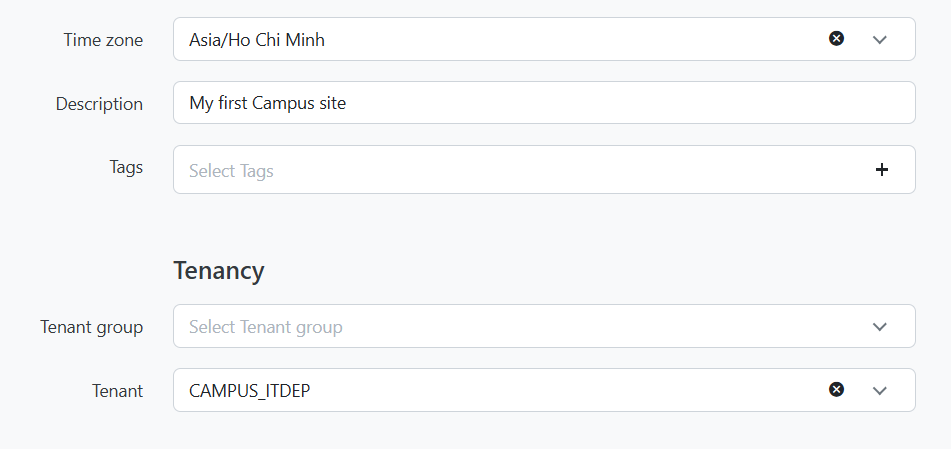 Time zone Asia/Ho Chi Minh
Description My first Campus site
Tags Select Tags
Tenancy
Tenant group Select Tenant group
Tenant CAMPUS_ITDEP